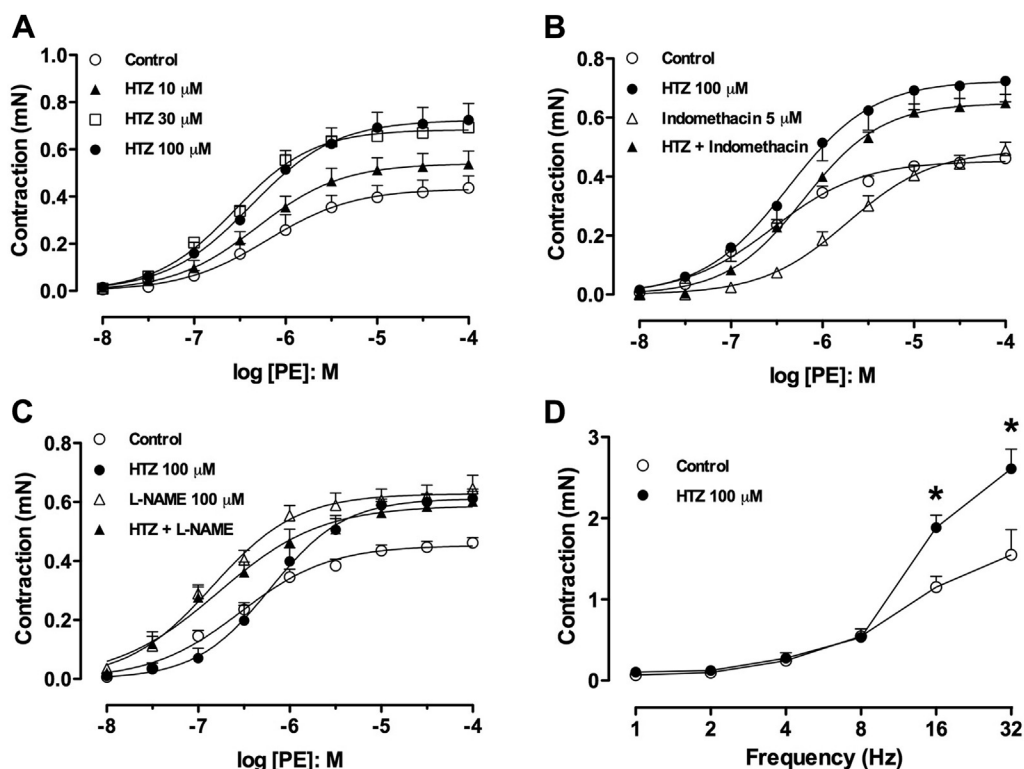 A
Control
HTZ 10 μM
HTZ 30 μM
HTZ 100 μM
Contraction (mN)
1.0
0.8
0.6
0.4
0.2
0.0
-8 -7 -6 -5 -4
log [PE]: M
B
Control
HTZ 100 μM
Indomethacin 5 μM
HTZ + Indomethacin
Contraction (mN)
0.8
0.6
0.4
0.2
0.0
-8 -7 -6 -5 -4
log [PE]: M
C
Control
HTZ 100 μM
L-NAME 100 μM
HTZ + L-NAME
Contraction (mN)
0.8
0.6
0.4
0.2
0.0
-8 -7 -6 -5 -4
log [PE]: M
D
Control
HTZ 100 μM
Contraction (mN)
3
2
1
0
* *
1 2 4 8 16 32
Frequency (Hz)